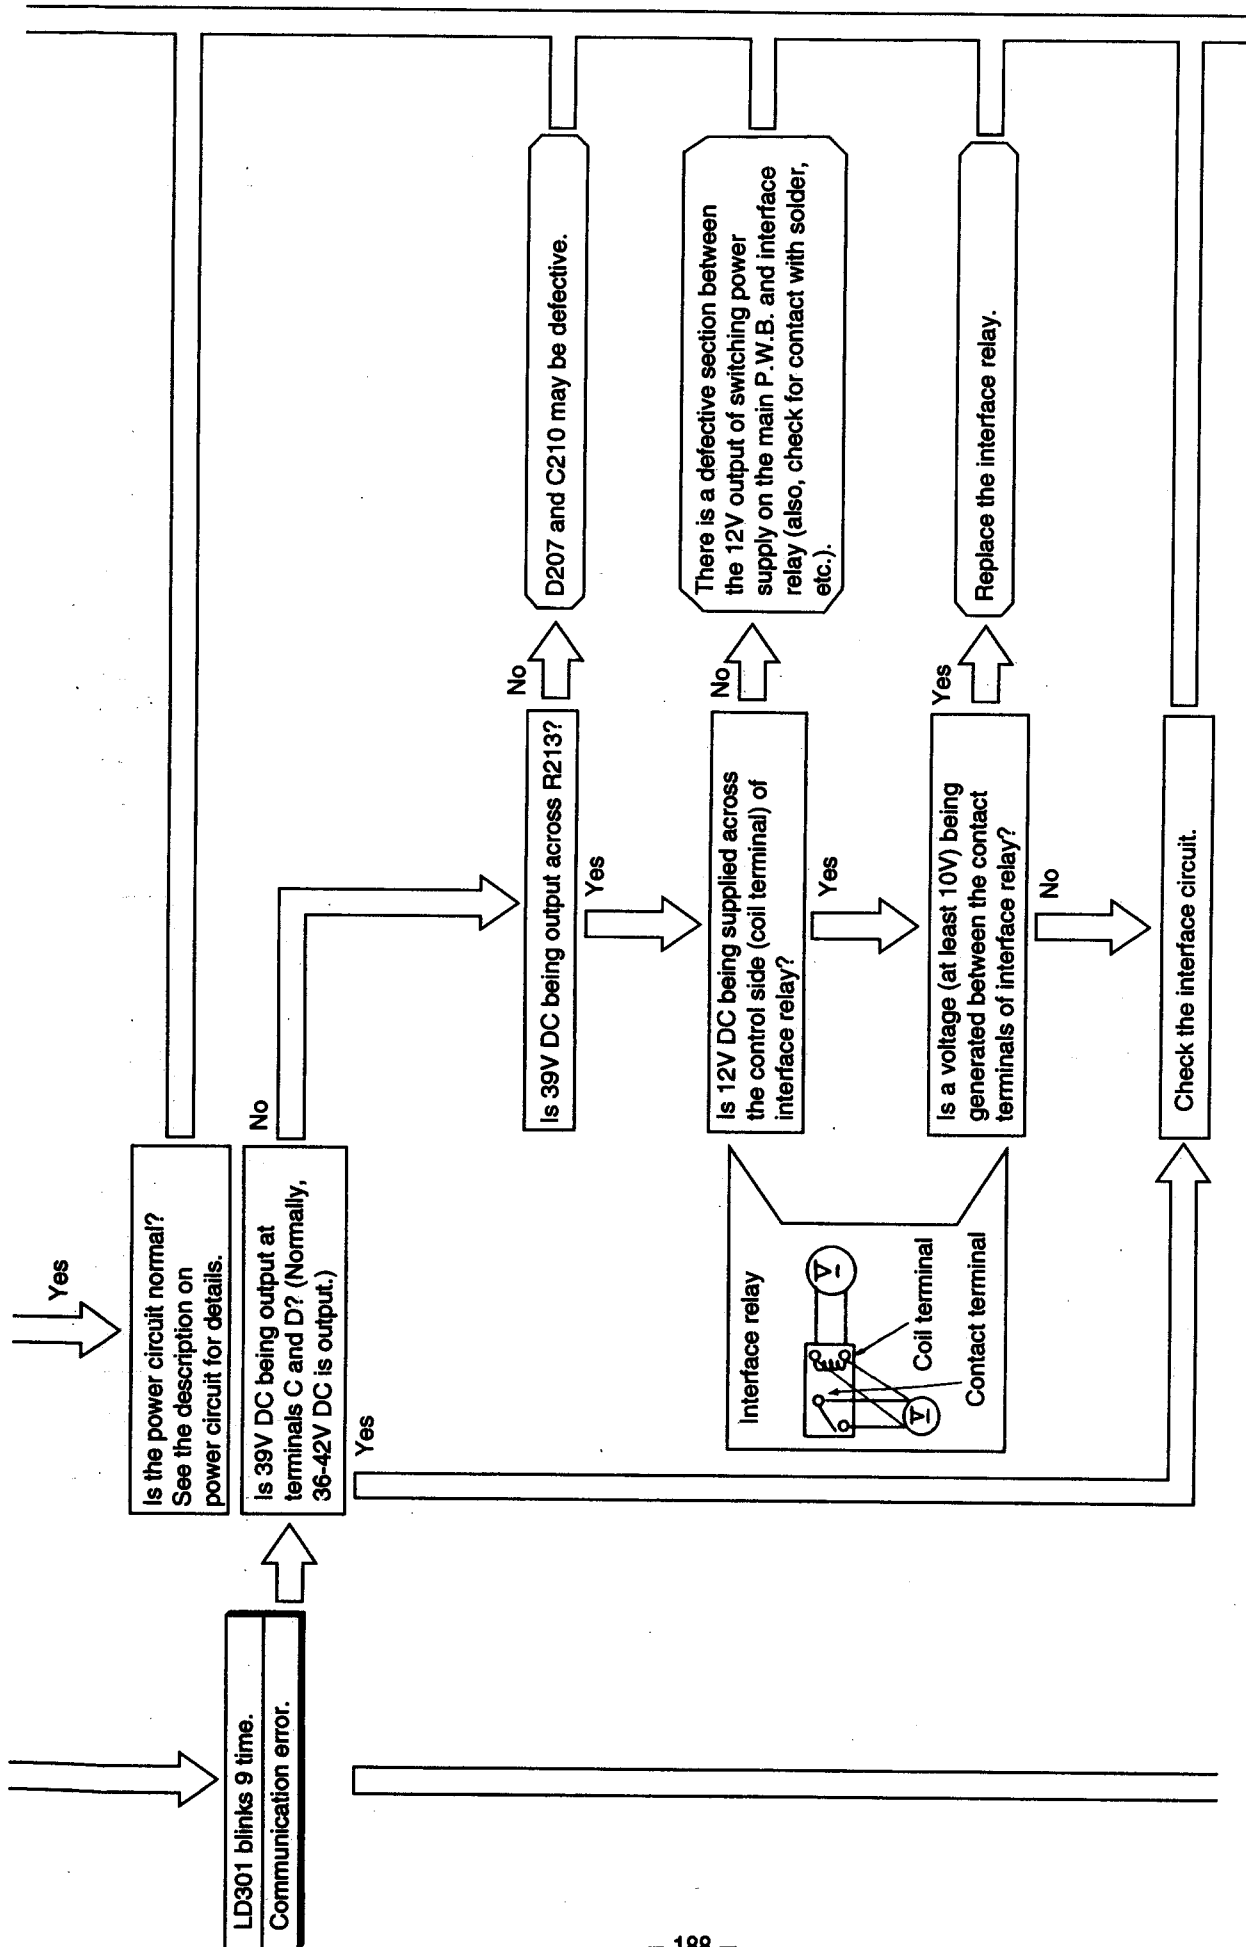 Yes
Is the power circuit normal?
See the description on
power circuit for details.
LD301 blinks 9 time.
Communication error.
Is 39V DC being output at
terminals C and D? (Normally,
36-42V DC is output.)
No
Yes
Is 39V DC being output across R213?
No
D207 and C210 may be defective.
Yes
Interface relay
V
V
Coil terminal
Contact terminal
Is 12V DC being supplied across
the control side (coil terminal) of
interface relay?
No
There is a defective section between
the 12V output of switching power
supply on the main P.W.B. and interface
relay (also, check for contact with solder,
etc.).
Yes
Is a voltage (at least 10V) being
generated between the contact
terminals of interface relay?
Yes
Replace the interface relay.
No
Check the interface circuit.
– 188 –